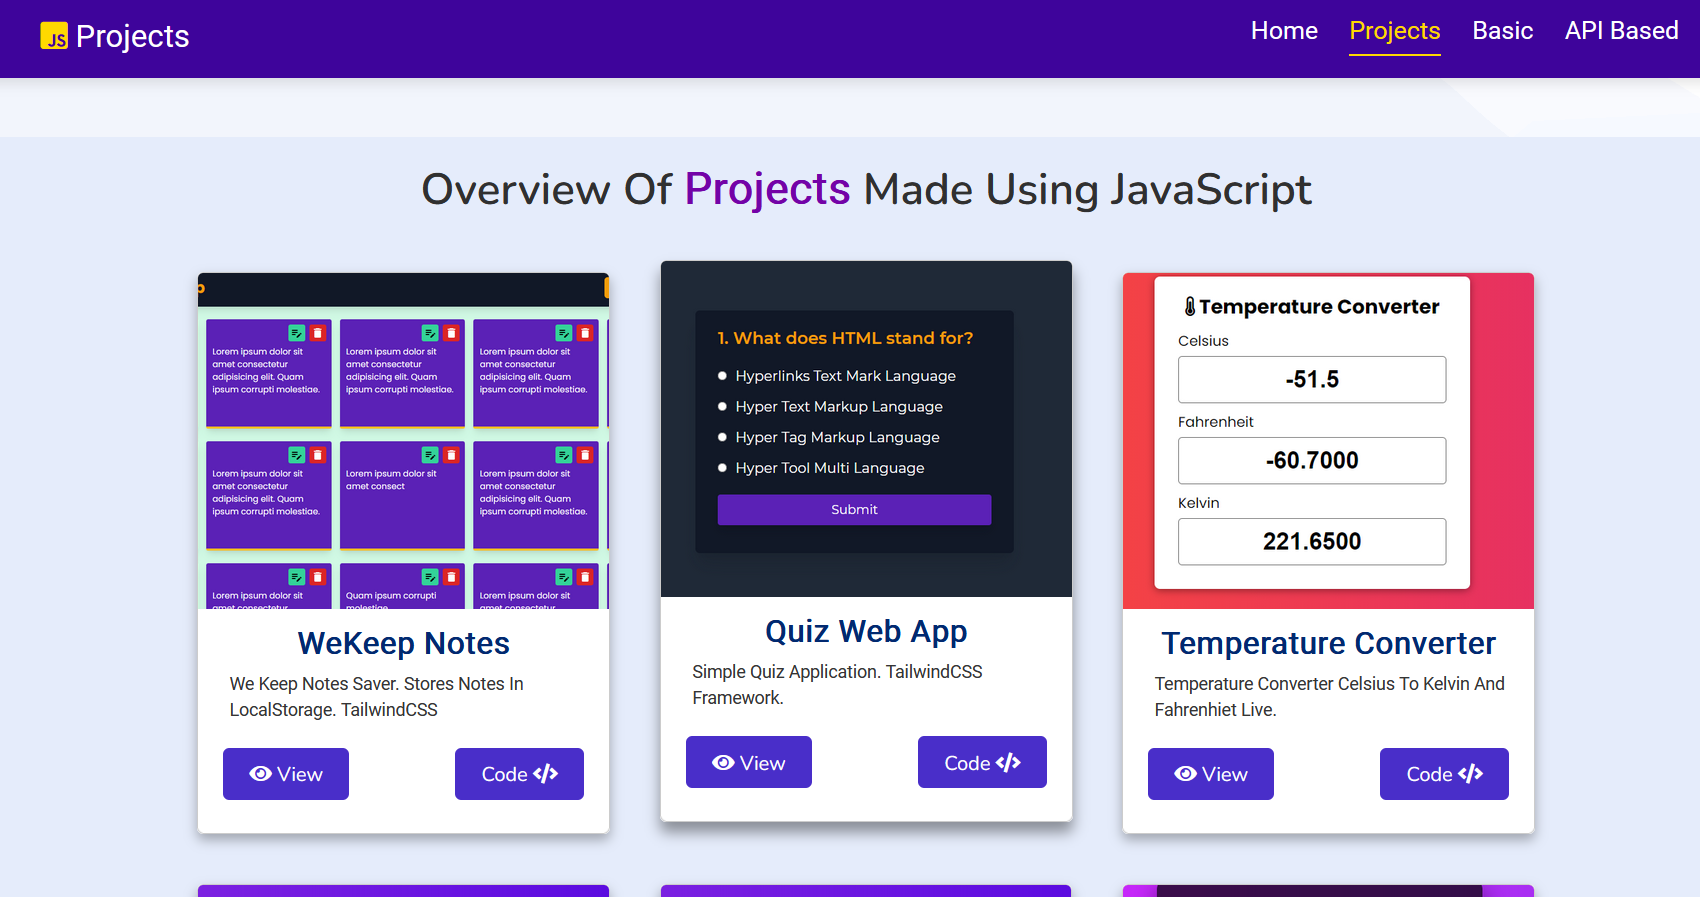 JS Projects
Home Projects Basic API Based
Overview Of Projects Made Using JavaScript
Lorem ipsum dolor sit
amet consectetur
adipisicing elit. Quam
ipsum corrupti molestiae.
Lorem ipsum dolor sit
amet consectetur
adipisicing elit. Quam
ipsum corrupti molestiae.
Lorem ipsum dolor sit
amet consectetur
adipisicing elit. Quam
ipsum corrupti molestiae.
Lorem ipsum dolor sit
amet consectetur
adipisicing elit. Quam
ipsum corrupti molestiae.
Lorem ipsum dolor sit
amet consect
Lorem ipsum dolor sit
amet consectetur
adipisicing elit. Quam
ipsum corrupti molestiae.
Lorem ipsum dolor sit
amet consectetur
Quam ipsum corrupti
molestiae
Lorem ipsum dolor sit
amet consectetur
WeKeep Notes
We Keep Notes Saver. Stores Notes In
LocalStorage. TailwindCSS
View
Code
1. What does HTML stand for?
Hyperlinks Text Mark Language
Hyper Text Markup Language
Hyper Tag Markup Language
Hyper Tool Multi Language
Submit
Quiz Web App
Simple Quiz Application. TailwindCSS
Framework.
View
Code
Temperature Converter
Celsius
-51.5
Fahrenheit
-60.7000
Kelvin
221.6500
Temperature Converter
Temperature Converter Celsius To Kelvin And
Fahrenhiet Live.
View
Code